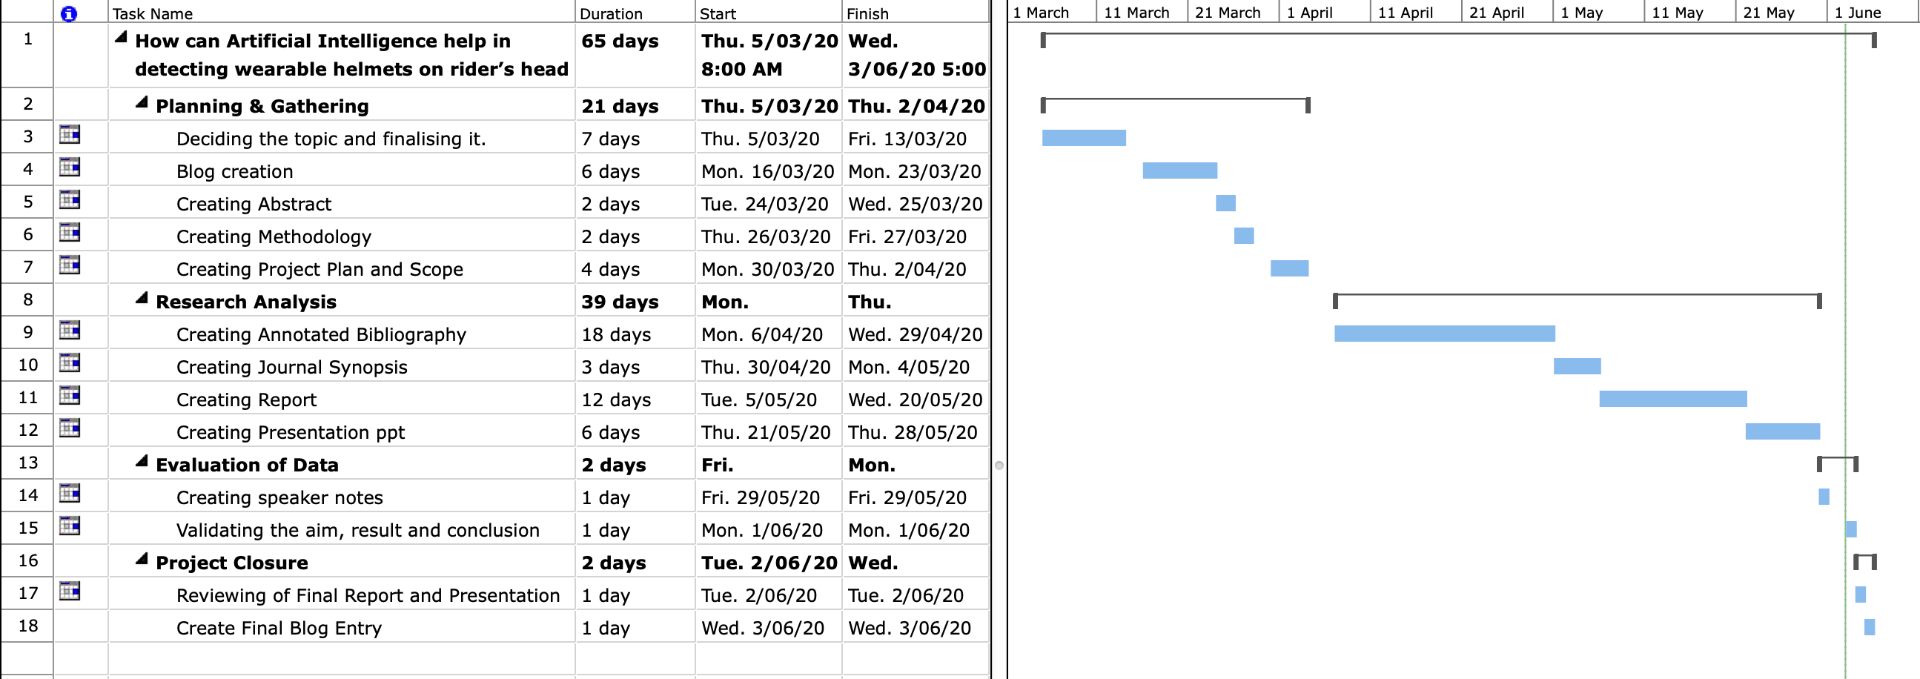 Task Name Duration Start Finish 1 March 11 March 21 March 1 April 11 April 21 April 1 May 11 May 21 May 1 June
1 How can Artificial Intelligence help in 65 days Thu. 5/03/20 Wed.
detecting wearable helmets on rider’s head 8:00 AM 3/06/20 5:00
2 Planning & Gathering 21 days Thu. 5/03/20 Thu. 2/04/20
3 Deciding the topic and finalising it. 7 days Thu. 5/03/20 Fri. 13/03/20
4 Blog creation 6 days Mon. 16/03/20 Mon. 23/03/20
5 Creating Abstract 2 days Tue. 24/03/20 Wed. 25/03/20
6 Creating Methodology 2 days Thu. 26/03/20 Fri. 27/03/20
7 Creating Project Plan and Scope 4 days Mon. 30/03/20 Thu. 2/04/20
8 Research Analysis 39 days Mon. Thu.
9 Creating Annotated Bibliography 18 days Mon. 6/04/20 Wed. 29/04/20
10 Creating Journal Synopsis 3 days Thu. 30/04/20 Mon. 4/05/20
11 Creating Report 12 days Tue. 5/05/20 Wed. 20/05/20
12 Creating Presentation ppt 6 days Thu. 21/05/20 Thu. 28/05/20
13 Evaluation of Data 2 days Fri. Mon.
14 Creating speaker notes 1 day Fri. 29/05/20 Fri. 29/05/20
15 Validating the aim, result and conclusion 1 day Mon. 1/06/20 Mon. 1/06/20
16 Project Closure 2 days Tue. 2/06/20 Wed.
17 Reviewing of Final Report and Presentation 1 day Tue. 2/06/20 Tue. 2/06/20
18 Create Final Blog Entry 1 day Wed. 3/06/20 Wed. 3/06/20